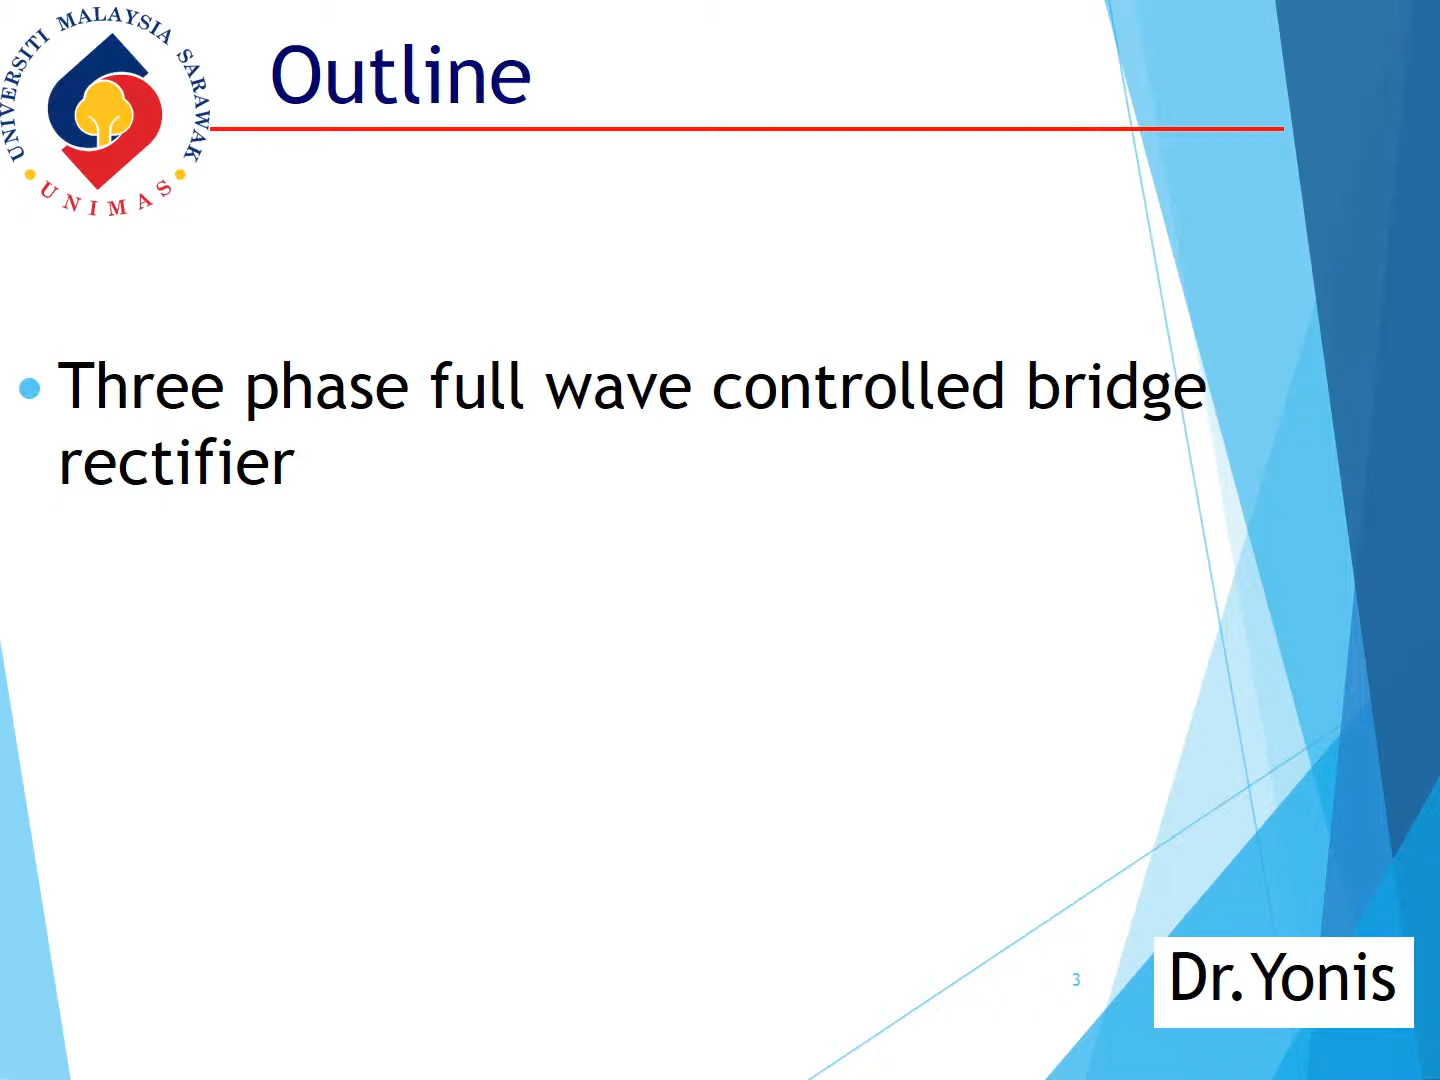 UNIVERSITI MALAYSIA SARAWAK
UNIMAS
Outline
Three phase full wave controlled bridge
rectifier
3
Dr.Yonis